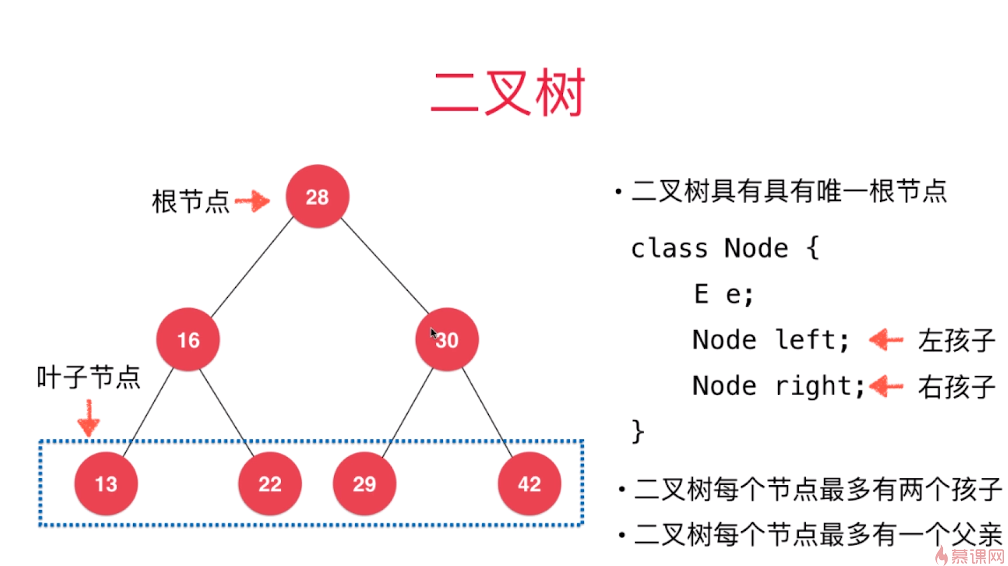 二叉树
根节点
28
16
30
叶子节点
13
22
29
42
• 二叉树具有具有唯一根节点
class Node {
E e;
Node left; 左孩子
Node right; 右孩子
}
• 二叉树每个节点最多有两个孩子
• 二叉树每个节点最多有一个父亲
慕课网